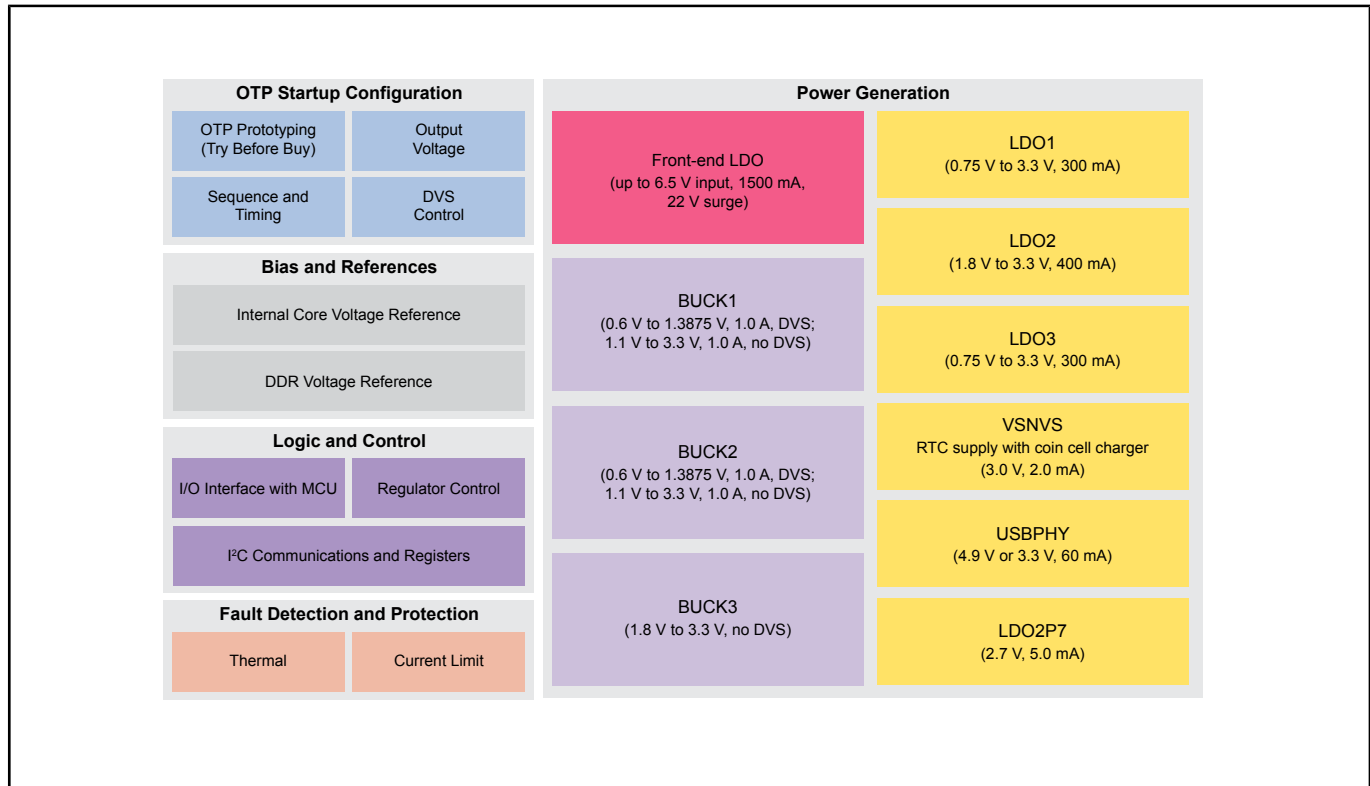 OTP Startup Configuration
OTP Prototyping
(Try Before Buy)
Output
Voltage
Sequence and
Timing
DVS
Control
Bias and References
Internal Core Voltage Reference
DDR Voltage Reference
Logic and Control
I/O Interface with MCU
Regulator Control
I²C Communications and Registers
Fault Detection and Protection
Thermal
Current Limit
Power Generation
Front-end LDO
(up to 6.5 V input, 1500 mA,
22 V surge)
BUCK1
(0.6 V to 1.3875 V, 1.0 A, DVS;
1.1 V to 3.3 V, 1.0 A, no DVS)
BUCK2
(0.6 V to 1.3875 V, 1.0 A, DVS;
1.1 V to 3.3 V, 1.0 A, no DVS)
BUCK3
(1.8 V to 3.3 V, no DVS)
LDO1
(0.75 V to 3.3 V, 300 mA)
LDO2
(1.8 V to 3.3 V, 400 mA)
LDO3
(0.75 V to 3.3 V, 300 mA)
VSNVS
RTC supply with coin cell charger
(3.0 V, 2.0 mA)
USBPHY
(4.9 V or 3.3 V, 60 mA)
LDO2P7
(2.7 V, 5.0 mA)